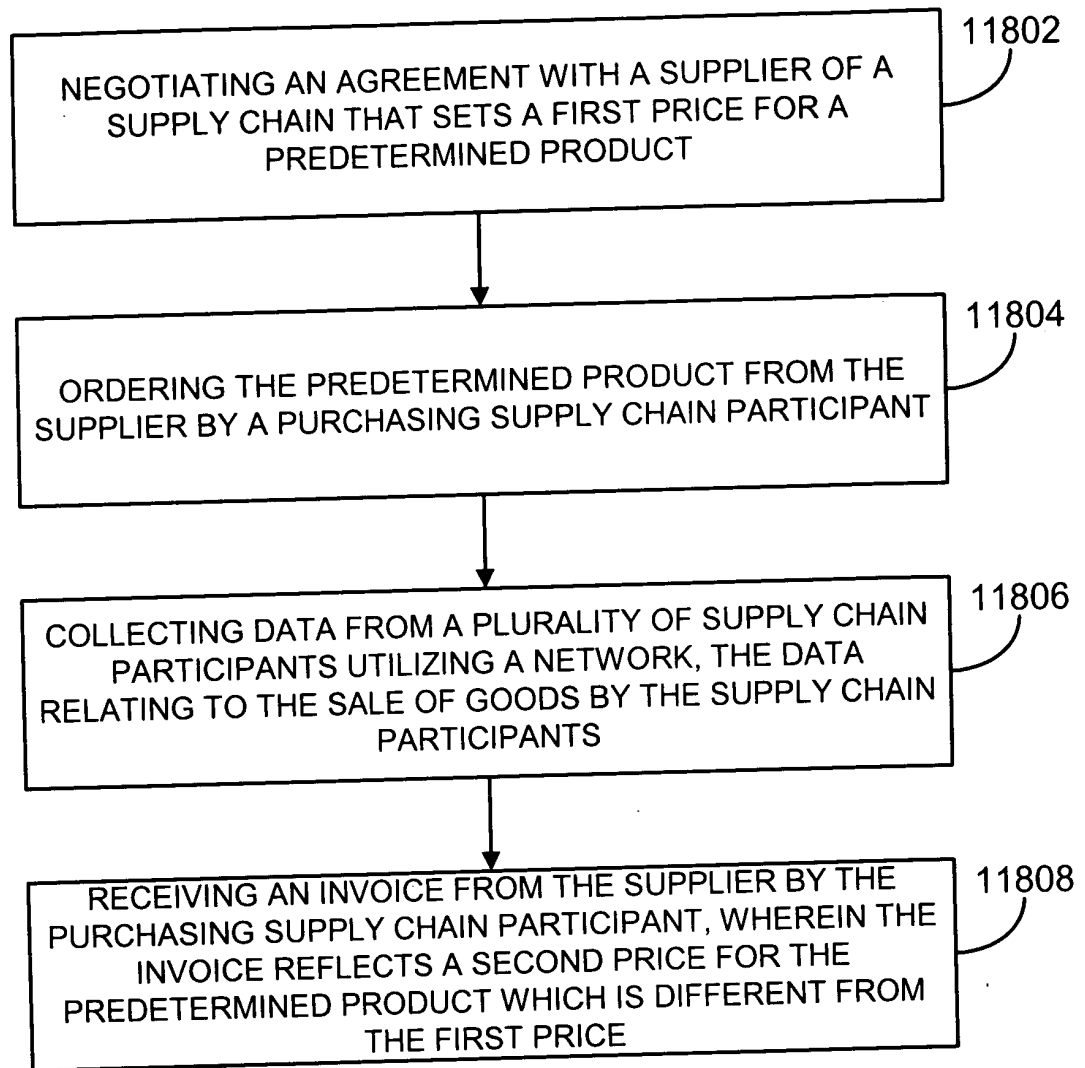 11802
NEGOTIATING AN AGREEMENT WITH A SUPPLIER OF A
SUPPLY CHAIN THAT SETS A FIRST PRICE FOR A
PREDETERMINED PRODUCT
11804
ORDERING THE PREDETERMINED PRODUCT FROM THE
SUPPLIER BY A PURCHASING SUPPLY CHAIN PARTICIPANT
11806
COLLECTING DATA FROM A PLURALITY OF SUPPLY CHAIN
PARTICIPANTS UTILIZING A NETWORK, THE DATA
RELATING TO THE SALE OF GOODS BY THE SUPPLY CHAIN
PARTICIPANTS
11808
RECEIVING AN INVOICE FROM THE SUPPLIER BY THE
PURCHASING SUPPLY CHAIN PARTICIPANT, WHEREIN THE
INVOICE REFLECTS A SECOND PRICE FOR THE
PREDETERMINED PRODUCT WHICH IS DIFFERENT FROM
THE FIRST PRICE